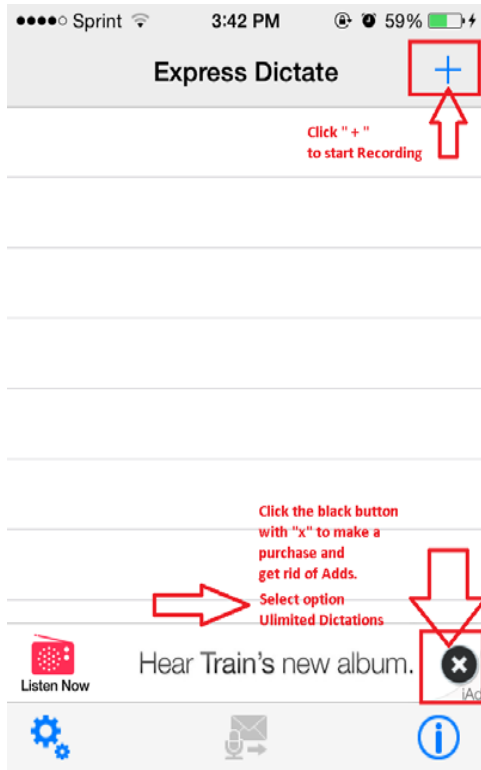 Sprint 3:42 PM 59%
Express Dictate +
Click " + "
to start Recording
Click the black button
with "x" to make a
purchase and
get rid of Adds.
Select option
Ulimited Dictations
Hear Train's new album.
Listen Now
iAd